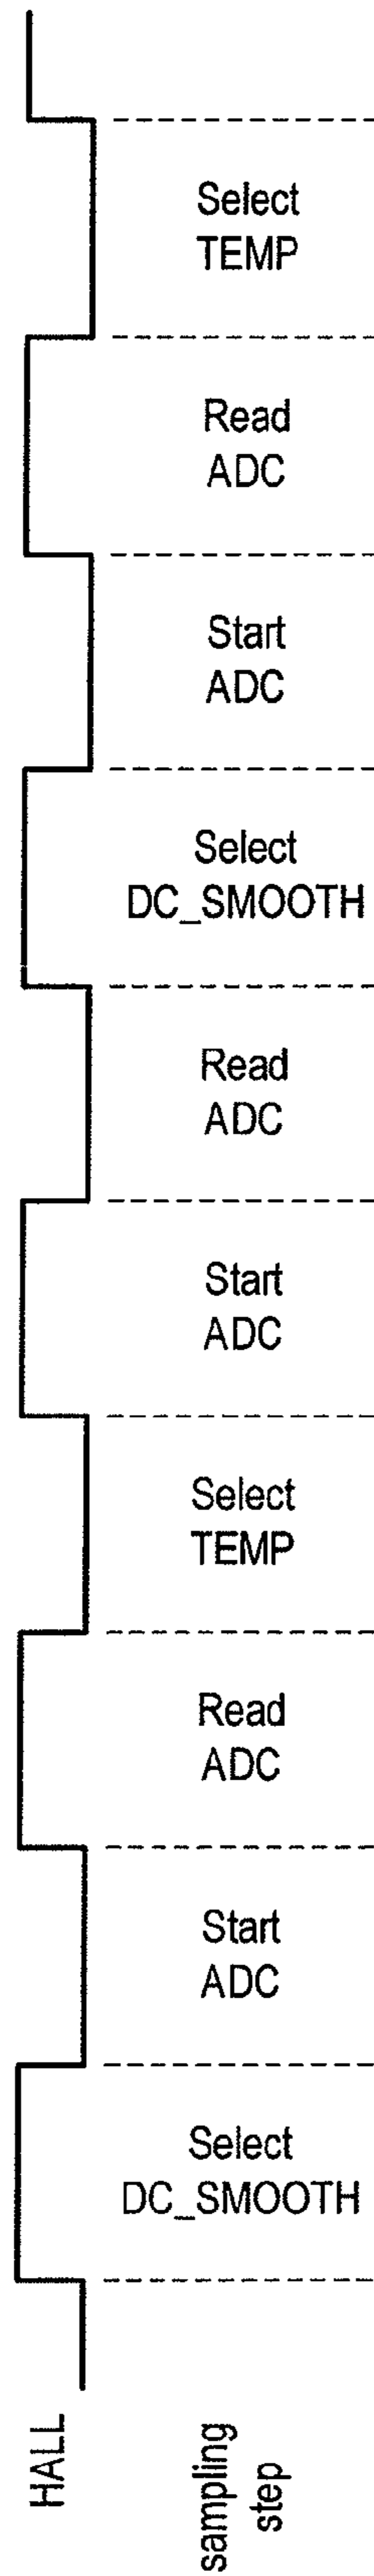 Select
TEMP
Read
ADC
Start
ADC
Select
DC_SMOOTH
Read
ADC
Start
ADC
Select
TEMP
Read
ADC
Start
ADC
Select
DC_SMOOTH
HALL
sampling
step